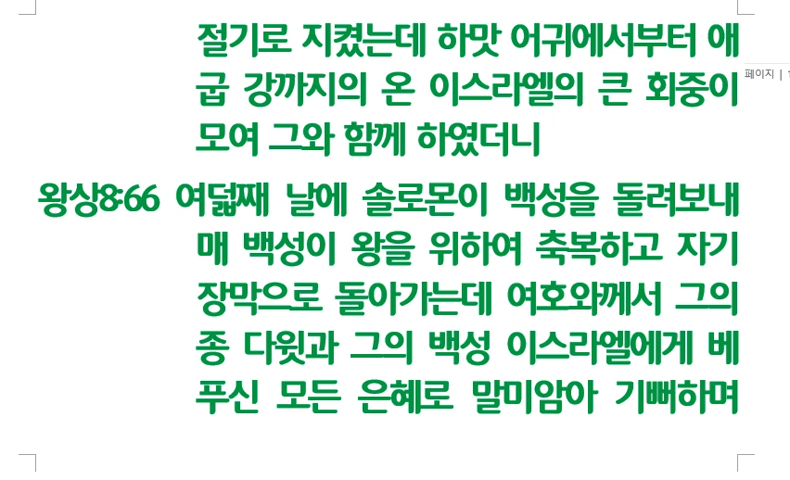 절기로 지켰는데 하맛 어귀에서부터 애
굽 강까지의 온 이스라엘의 큰 회중이
모여 그와 함께 하였더니
왕상8:66 여덟째 날에 솔로몬이 백성을 돌려보내
매 백성이 왕을 위하여 축복하고 자기
장막으로 돌아가는데 여호와께서 그의
종 다윗과 그의 백성 이스라엘에게 베
푸신 모든 은혜로 말미암아 기뻐하며
페이지 |